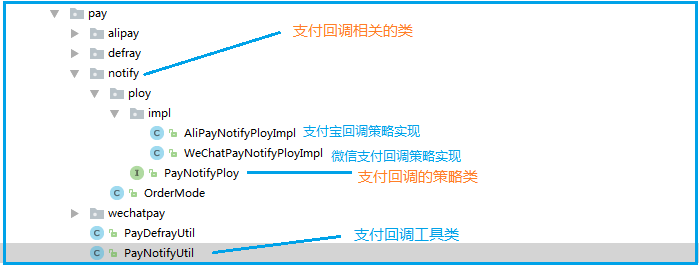 pay
支付回调相关的类
alipay
defray
notify
ploy
impl
AliPayNotifyPloyImpl 支付宝回调策略实现
WeChatPayNotifyPloyImpl 微信支付回调策略实现
PayNotifyPloy 支付回调的策略类
OrderMode
wechatpay
PayDefrayUtil
支付回调工具类
PayNotifyUtil